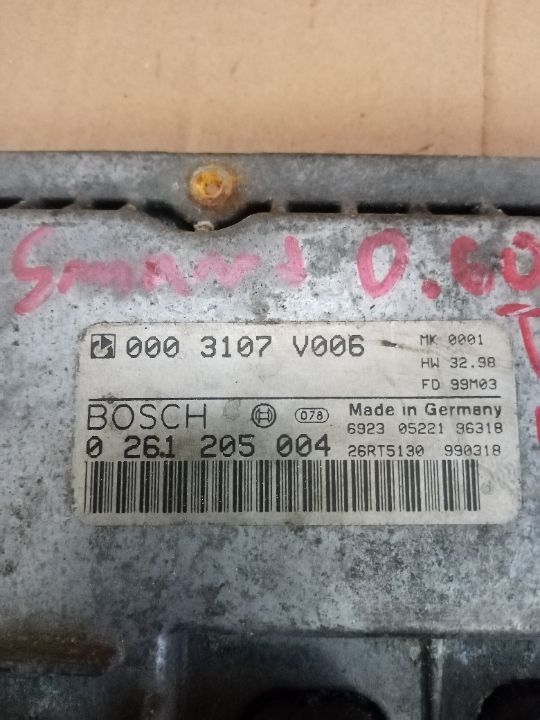 Smart 0.60
000 3107 V006
MK 0001
HW 32.98
FD 99M03
BOSCH 078 Made in Germany
6923 05221 96318
0 261 205 004 26RT5130 990318